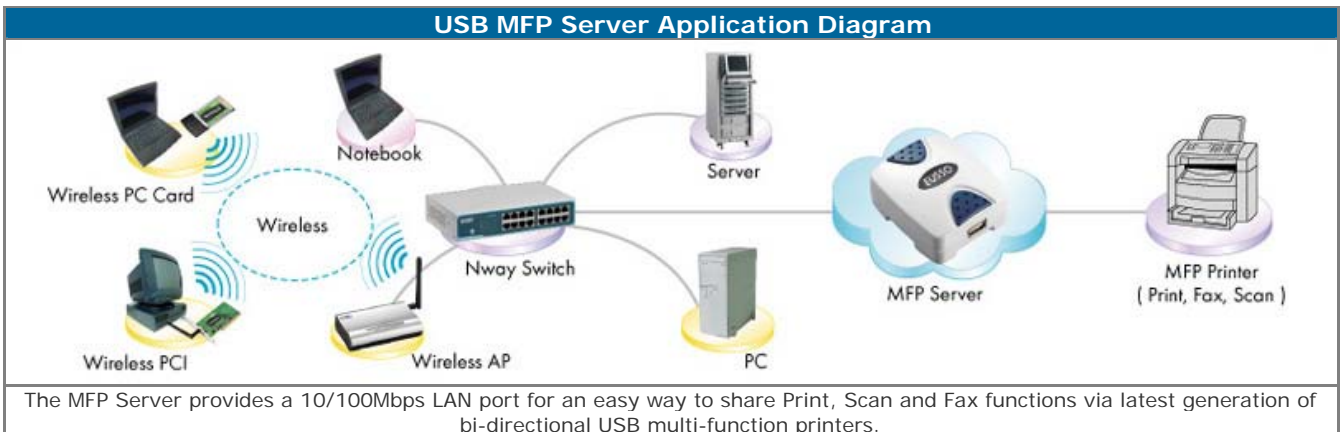 USB MFP Server Application Diagram
Notebook
Server
Wireless PC Card
Wireless
EUSSO
Nway Switch
MFP Server
MFP Printer
( Print, Fax, Scan )
Wireless PCI
Wireless AP
PC
The MFP Server provides a 10/100Mbps LAN port for an easy way to share Print, Scan and Fax functions via latest generation of
bi-directional USB multi-function printers.